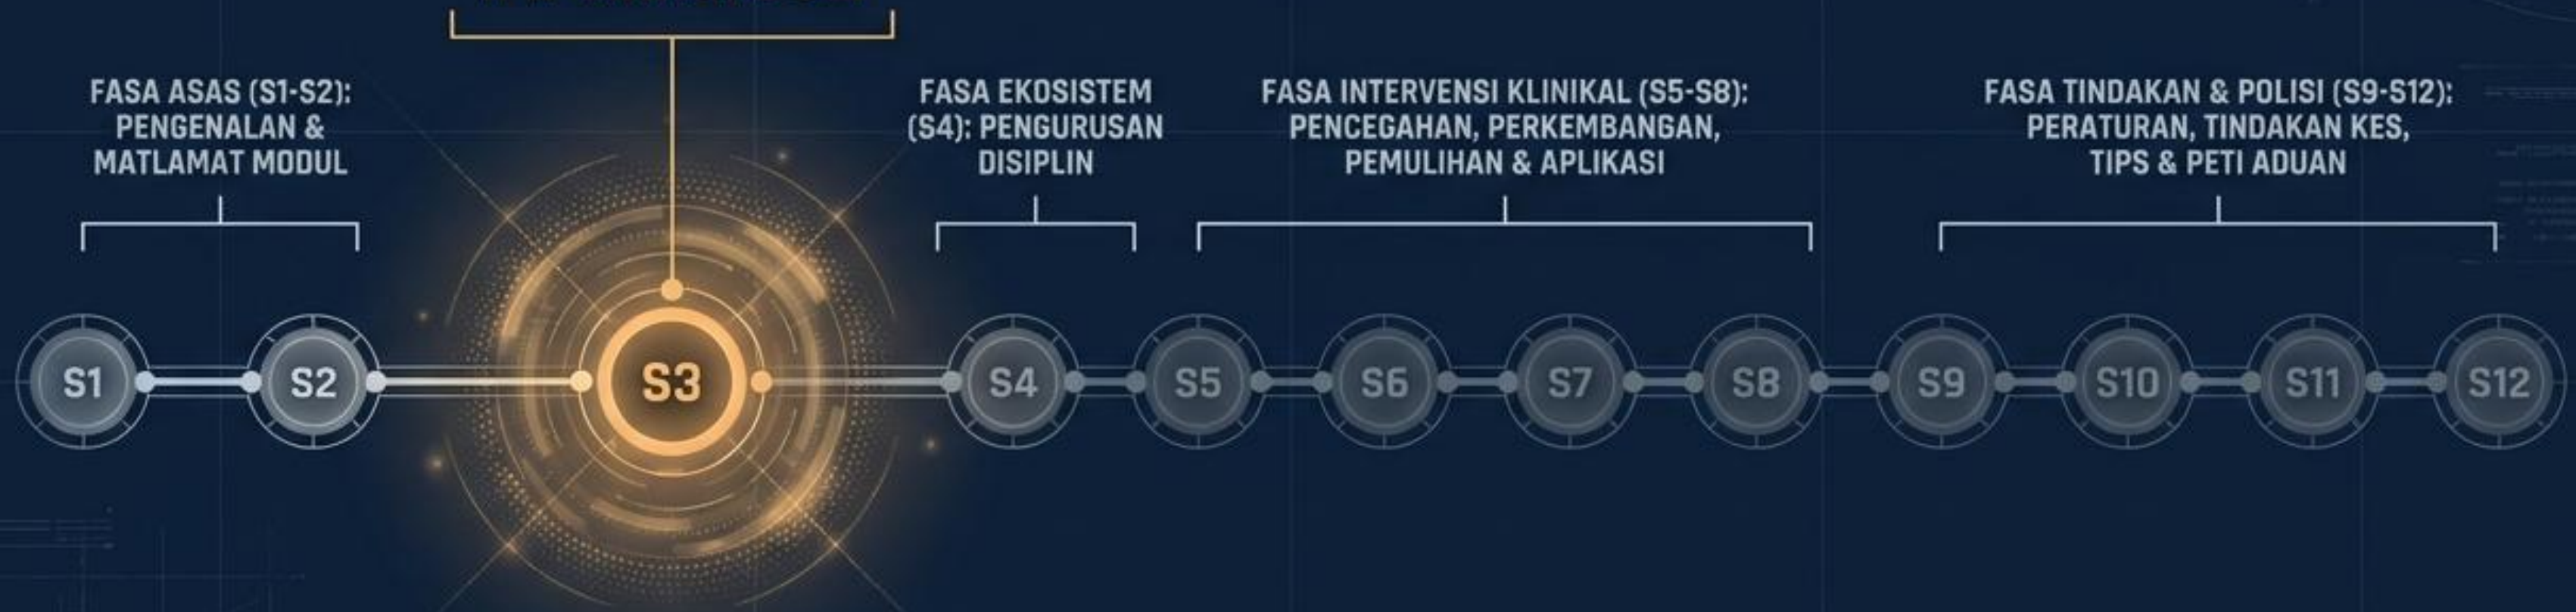 FASA ASAS (S1-S2):
PENGENALAN &
MATLAMAT MODUL
FASA EKOSISTEM
(S4): PENGURUSAN
DISIPLIN
FASA INTERVENSI KLINIKAL (S5-S8):
PENCEGAHAN, PERKEMBANGAN,
PEMULIHAN & APLIKASI
FASA TINDAKAN & POLISI (S9-S12):
PERATURAN, TINDAKAN KES,
TIPS & PETI ADUAN
S1
S2
S3
S4
S5
S6
S7
S8
S9
S10
S11
S12